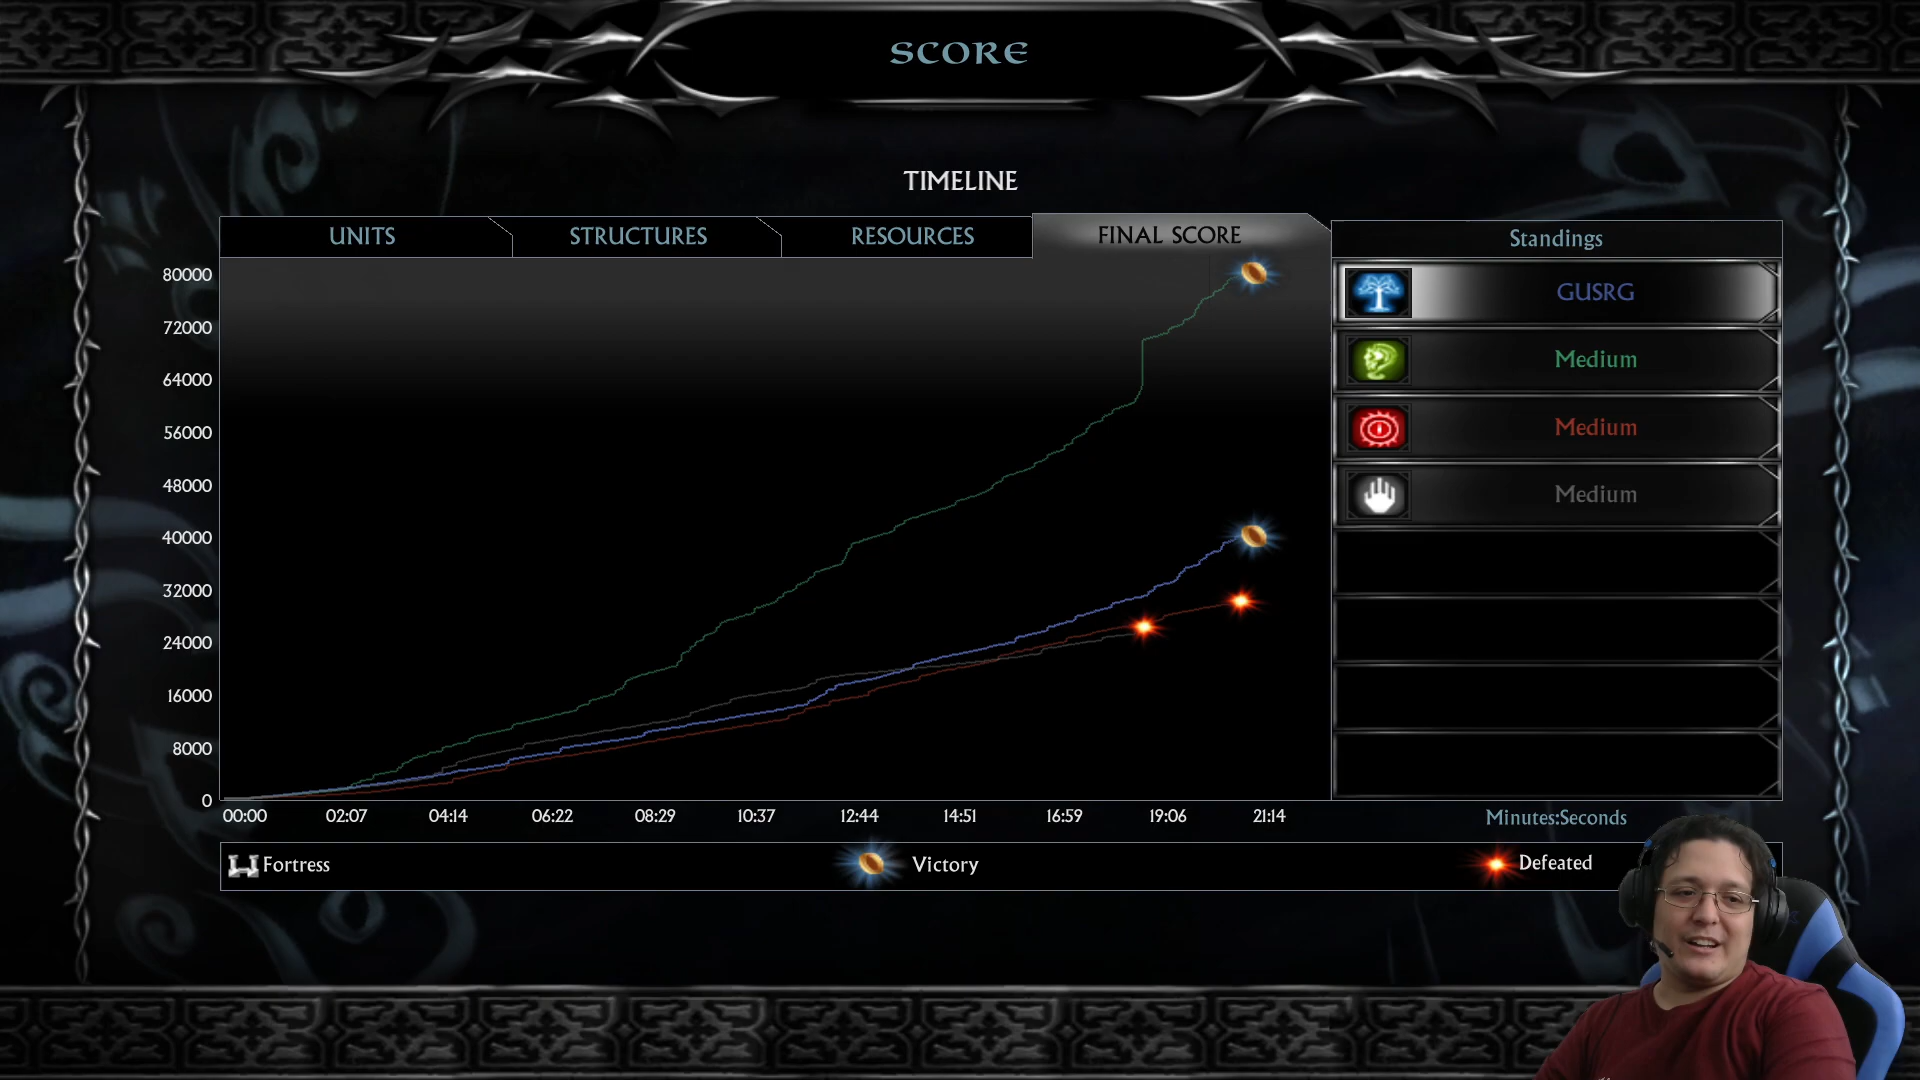 SCORE
TIMELINE
UNITS STRUCTURES RESOURCES FINAL SCORE Standings
GUSRG
Medium
Medium
Medium
80000
72000
64000
56000
48000
40000
32000
24000
16000
8000
0
00:00 02:07 04:14 06:22 08:29 10:37 12:44 14:51 16:59 19:06 21:14 Minutes:Seconds
Fortress Victory Defeated